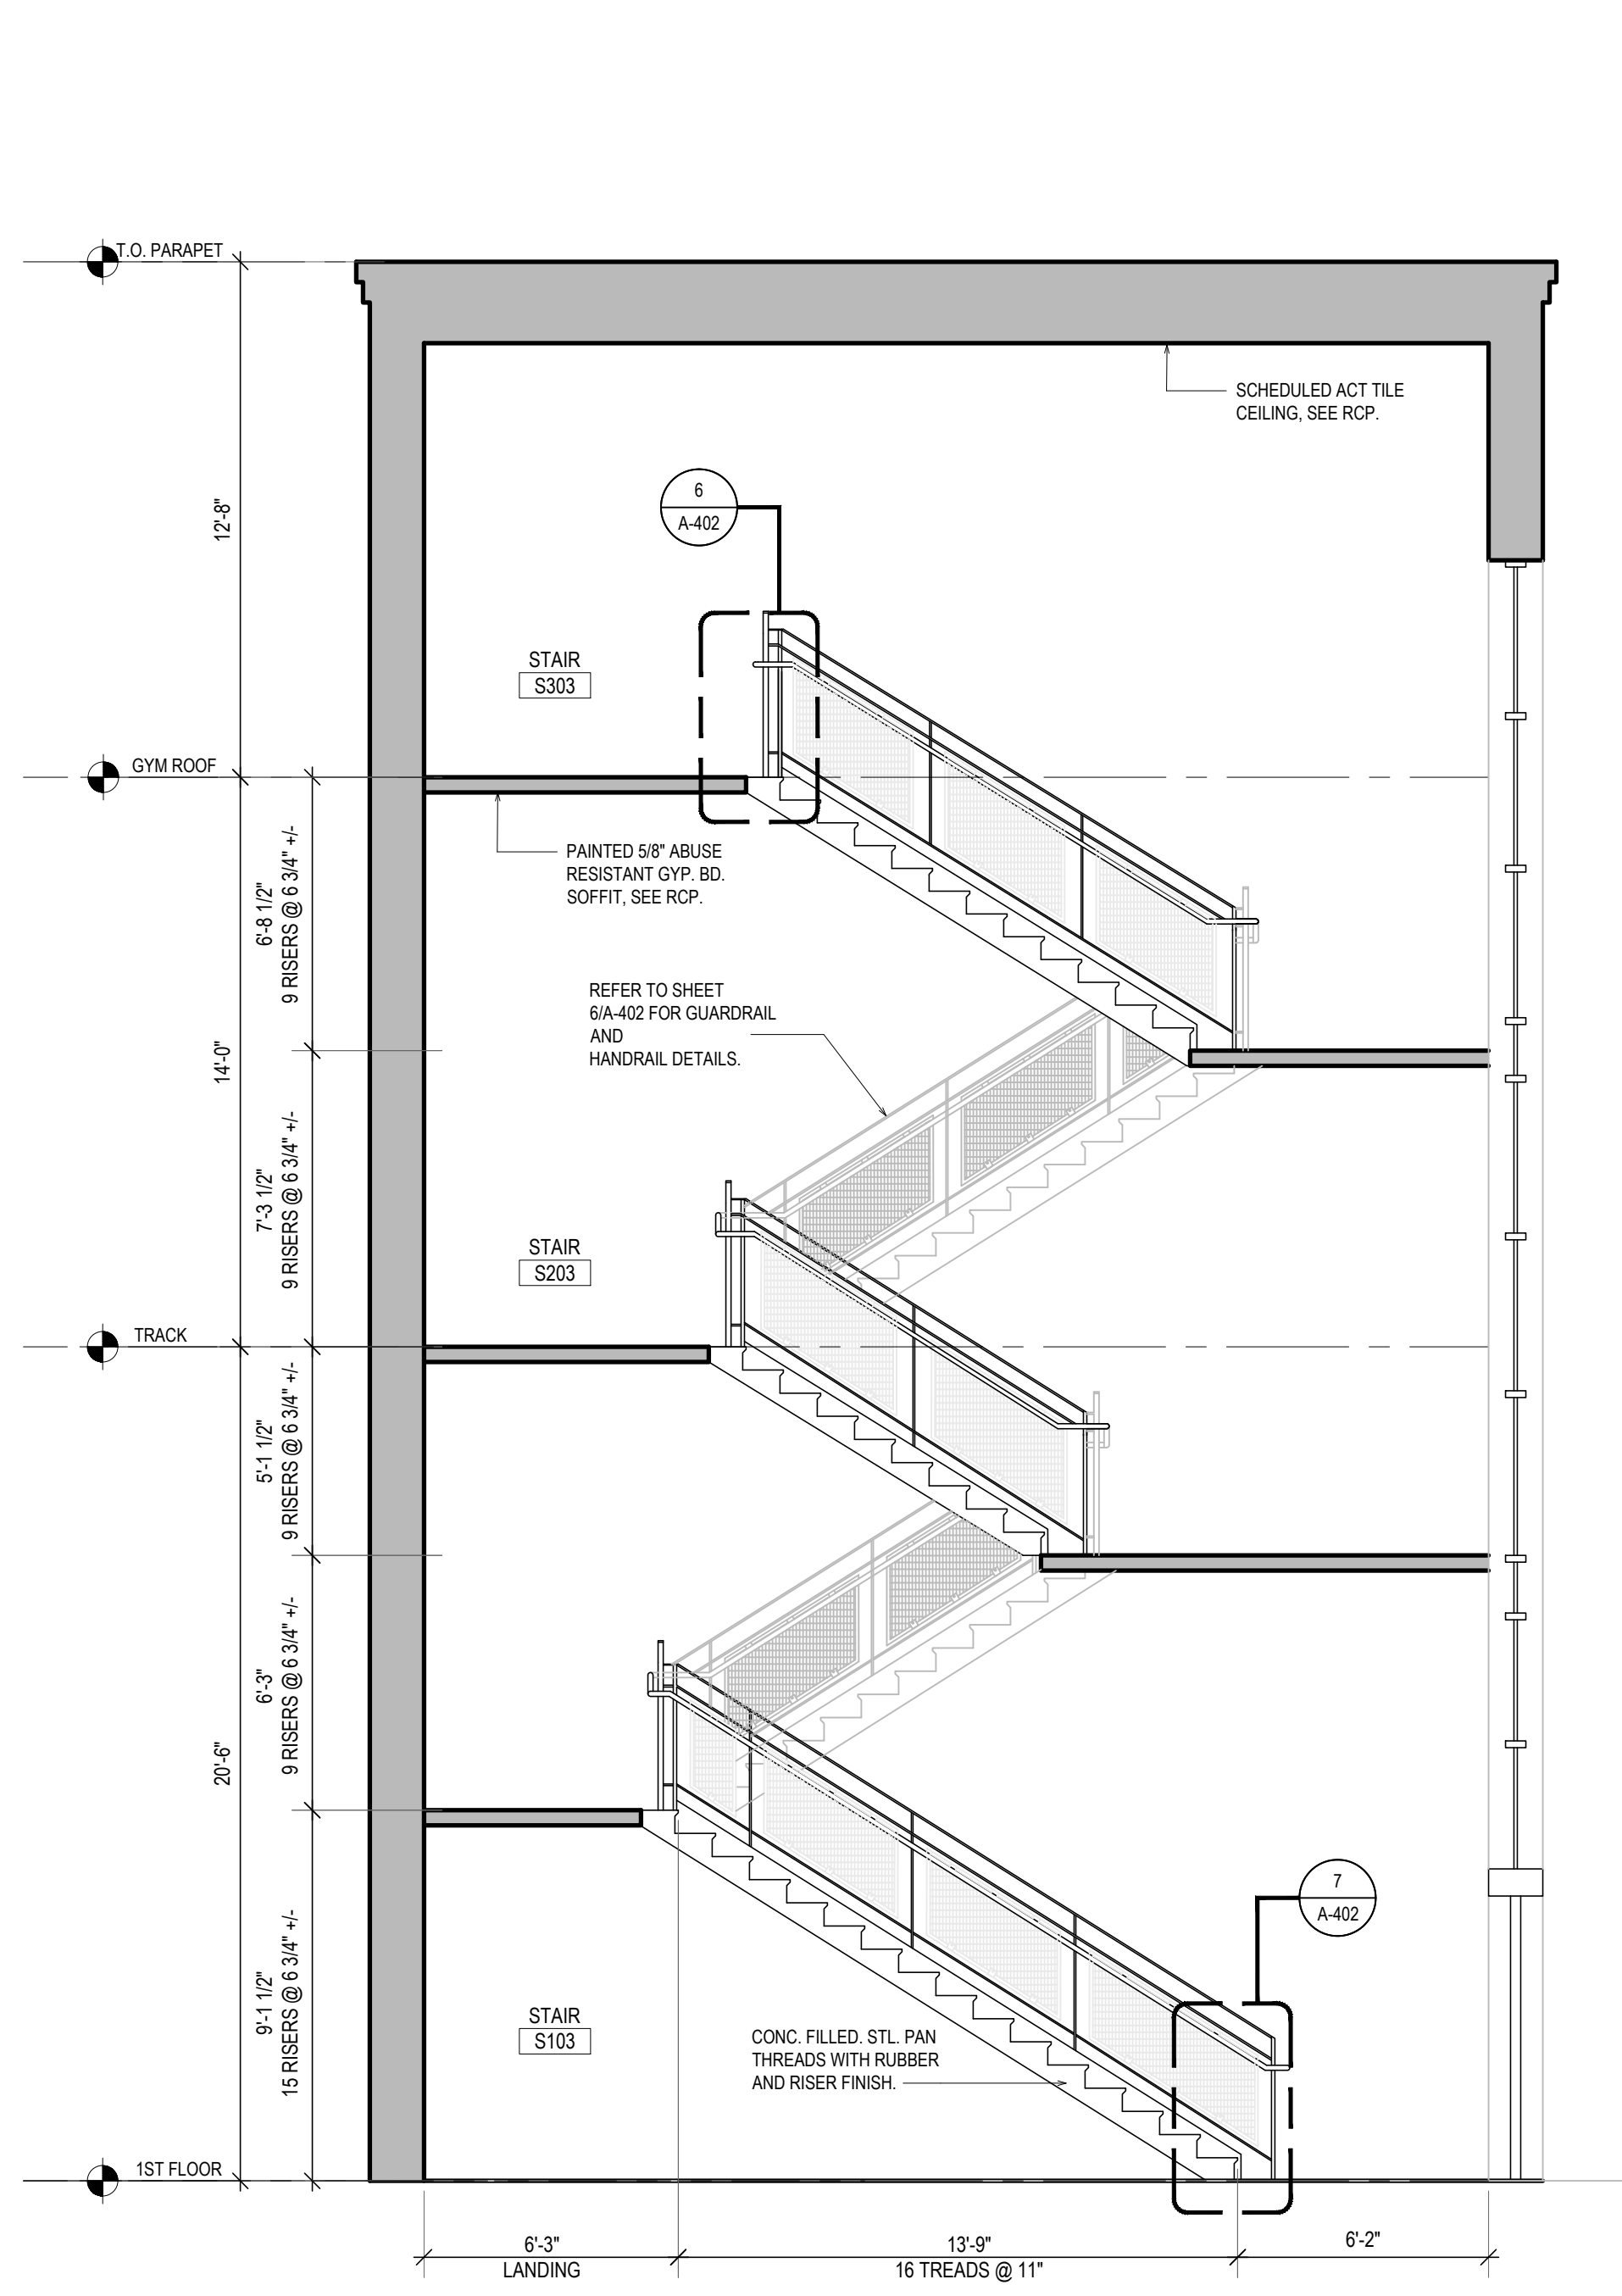 T.O. PARAPET
SCHEDULED ACT TILE
CEILING, SEE RCP.
12'-8"
6
A-402
STAIR
S303
GYM ROOF
PAINTED 5/8" ABUSE
RESISTANT GYP. BD.
SOFFIT, SEE RCP.
6'-8 1/2"
9 RISERS @ 6 3/4" +/-
14'-0"
REFER TO SHEET
6/A-402 FOR GUARDRAIL
AND
HANDRAIL DETAILS.
7'-3 1/2"
9 RISERS @ 6 3/4" +/-
STAIR
S203
TRACK
5'-1 1/2"
9 RISERS @ 6 3/4" +/-
6'-3"
9 RISERS @ 6 3/4" +/-
20'-6"
7
A-402
9'-1 1/2"
15 RISERS @ 6 3/4" +/-
STAIR
S103
CONC. FILLED. STL. PAN
THREADS WITH RUBBER
AND RISER FINISH.
1ST FLOOR
6'-3"
LANDING
13'-9"
16 TREADS @ 11"
6'-2"